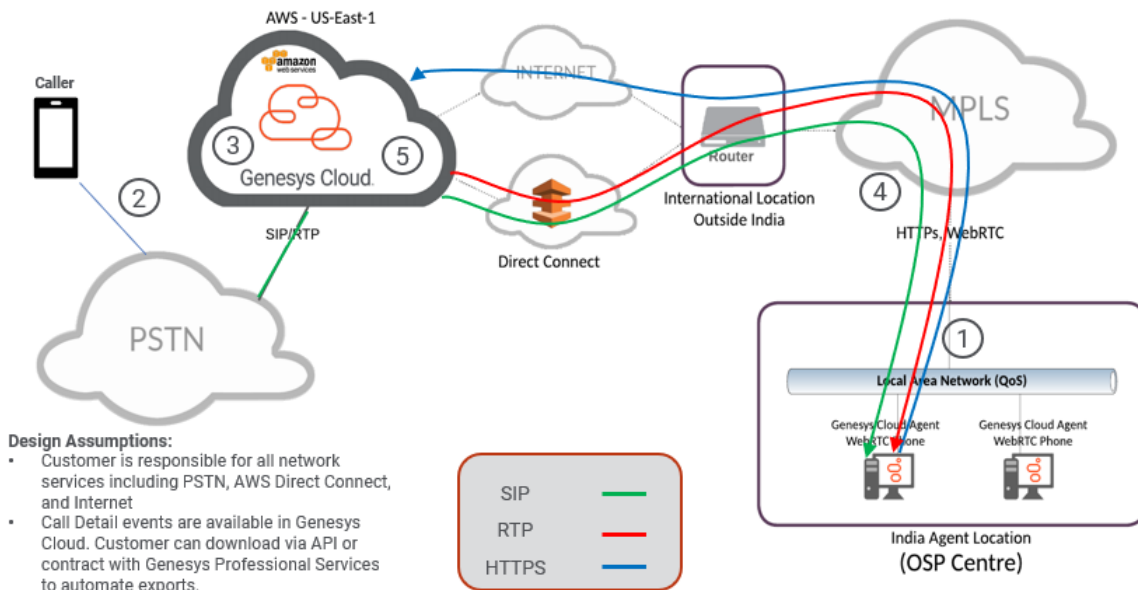 AWS - US-East-1
amazon
web services
INTERNET
Caller
MPLS
3
5
Router
2
Genesys Cloud.
4
International Location
Outside India
SIP/RTP
HTTPs, WebRTC
Direct Connect
PSTN
1
Local Area Network (QoS)
Genesys Cloud Agent
WebRTC Phone
Genesys Cloud Agent
WebRTC Phone
Design Assumptions:
▪ Customer is responsible for all network
services including PSTN, AWS Direct Connect,
and Internet
▪ Call Detail events are available in Genesys
Cloud. Customer can download via API or
contract with Genesys Professional Services
to automate exports.
SIP
RTP
HTTPS
India Agent Location
(OSP Centre)